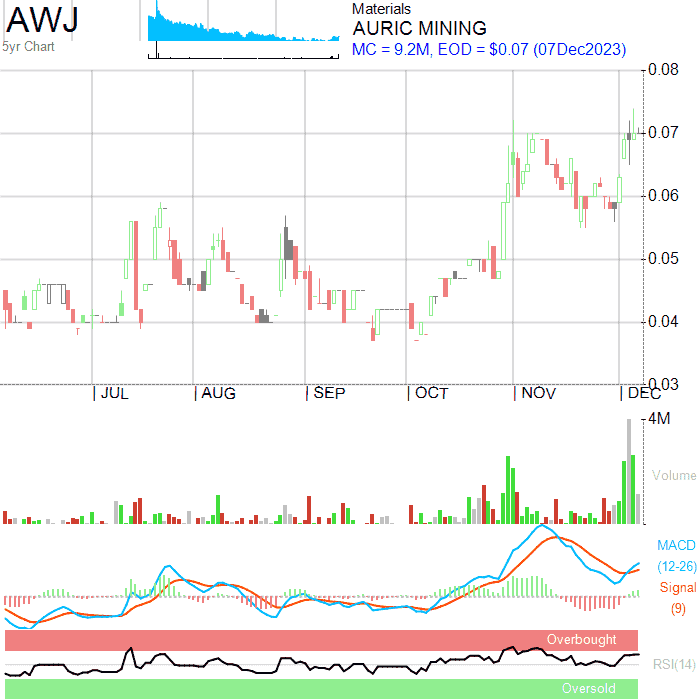 AWJ
5yr Chart
Materials
AURIC MINING
MC = 9.2M, EOD = $0.07 (07Dec2023)
0.08
0.07
0.06
0.05
0.04
0.03
JUL AUG SEP OCT NOV DEC
4M
Volume
MACD
(12-26)
Signal
(9)
Overbought
RSI(14)
Oversold